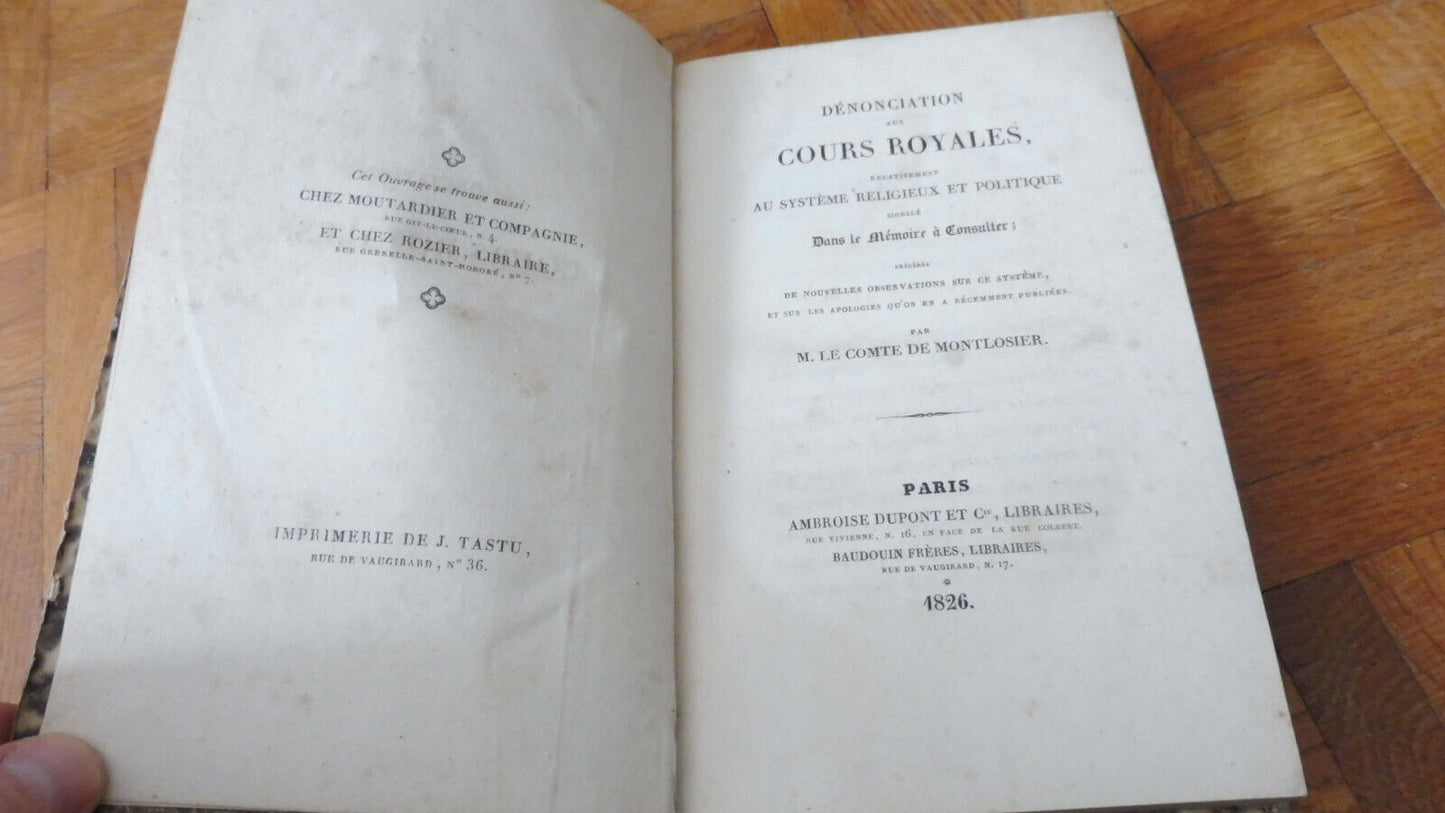 Cet Ouvrage se trouve aussi:
CHEZ MOUTARDIER ET COMPAGNIE,
RUE GIT-LE-CŒUR, N. 4.
ET CHEZ ROZIER, LIBRAIRE,
RUE GRENELLE-SAINT-HONORÉ, Nº 7.
IMPRIMERIE DE J. TASTU,
RUE DE VAUGIRARD, Nº 36.
DÉNONCIATION
AUX
COURS ROYALES,
RELATIVEMENT
AU SYSTÈME RELIGIEUX ET POLITIQUE
SIGNALÉ
Dans le Mémoire à Consulter;
PRÉCÉDÉE
DE NOUVELLES OBSERVATIONS SUR CE SYSTÈME,
ET SUR LES APOLOGIES QU'ON EN A RÉCEMMENT PUBLIÉES.
PAR
M. LE COMTE DE MONTLOSIER.
PARIS
AMBROISE DUPONT ET Cie, LIBRAIRES,
RUE VIVIENNE, N. 16, EN FACE DE LA RUE COLBERT.
BAUDOUIN FRÈRES, LIBRAIRES,
RUE DE VAUGIRARD, N. 17.
1826.